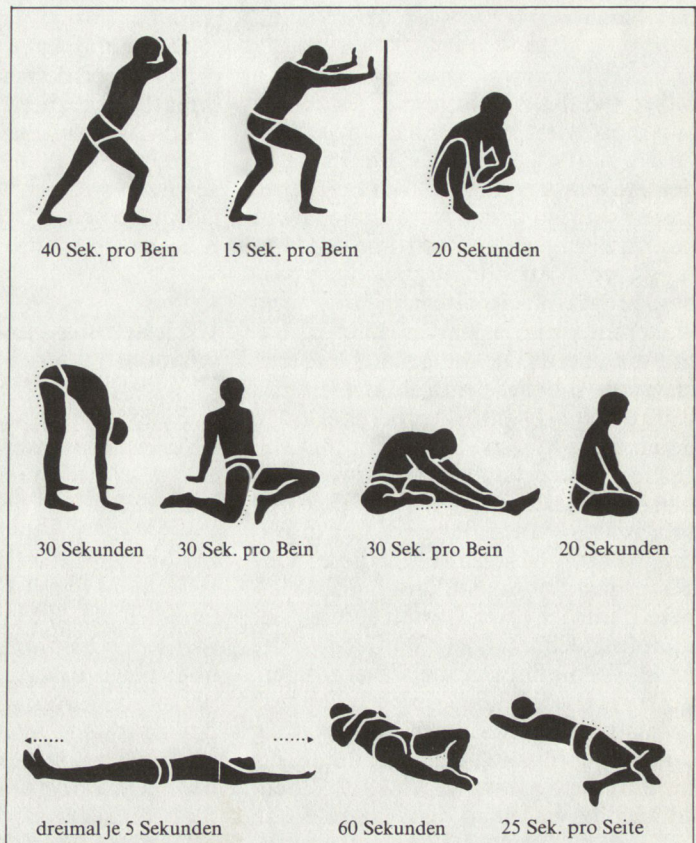 40 Sek. pro Bein 15 Sek. pro Bein 20 Sekunden
30 Sekunden 30 Sek. pro Bein 30 Sek. pro Bein 20 Sekunden
dreimal je 5 Sekunden 60 Sekunden 25 Sek. pro Seite